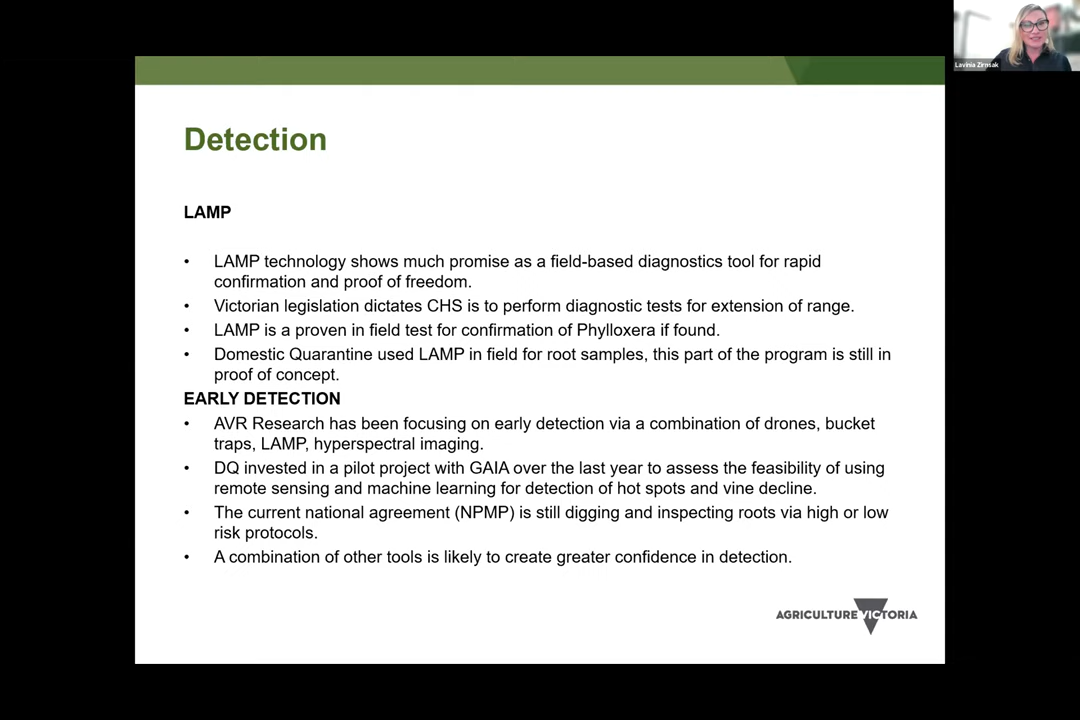 Lavinia Zirnsak
Detection
LAMP
• LAMP technology shows much promise as a field-based diagnostics tool for rapid
confirmation and proof of freedom.
• Victorian legislation dictates CHS is to perform diagnostic tests for extension of range.
• LAMP is a proven in field test for confirmation of Phylloxera if found.
• Domestic Quarantine used LAMP in field for root samples, this part of the program is still in
proof of concept.
EARLY DETECTION
• AVR Research has been focusing on early detection via a combination of drones, bucket
traps, LAMP, hyperspectral imaging.
• DQ invested in a pilot project with GAIA over the last year to assess the feasibility of using
remote sensing and machine learning for detection of hot spots and vine decline.
• The current national agreement (NPMP) is still digging and inspecting roots via high or low
risk protocols.
• A combination of other tools is likely to create greater confidence in detection.
AGRICULTURE VICTORIA